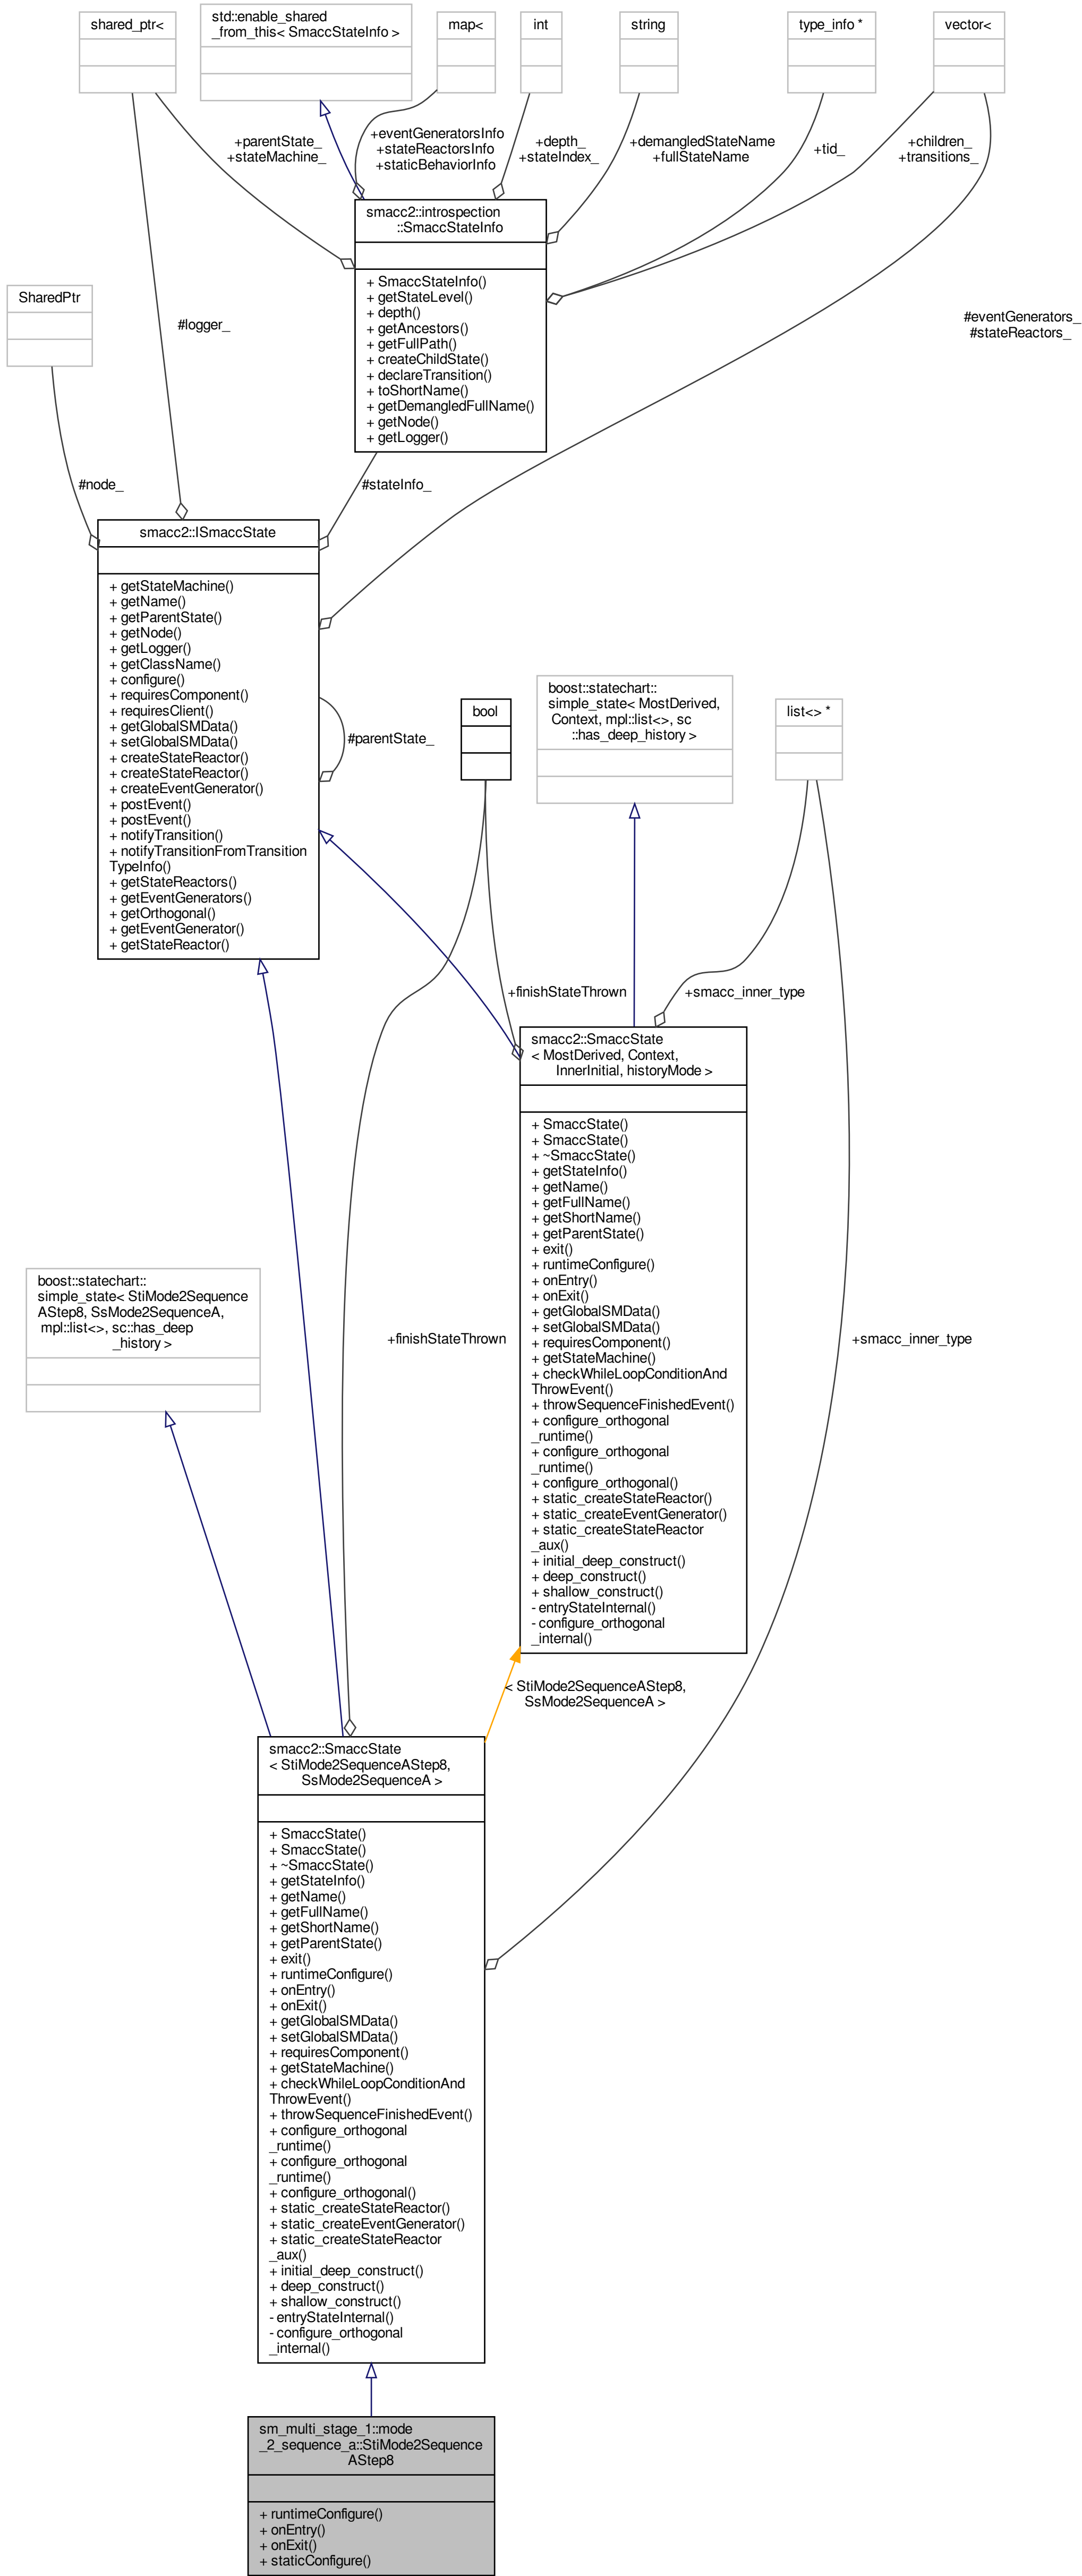 shared_ptr<
std::enable_shared
_from_this< SmaccStateInfo >
map<
int
string
type_info *
vector<
+parentState_
+stateMachine_
+eventGeneratorsInfo
+stateReactorsInfo
+staticBehaviorInfo
+depth_
+stateIndex_
+demangledStateName
+fullStateName
+tid_
+children_
+transitions_
smacc2::introspection
::SmaccStateInfo
+ SmaccStateInfo()
+ getStateLevel()
+ depth()
+ getAncestors()
+ getFullPath()
+ createChildState()
+ declareTransition()
+ toShortName()
+ getDemangledFullName()
+ getNode()
+ getLogger()
SharedPtr
#logger_
#eventGenerators_
#stateReactors_
#node_
#stateInfo_
smacc2::ISmaccState
+ getStateMachine()
+ getName()
+ getParentState()
+ getNode()
+ getLogger()
+ getClassName()
+ configure()
+ requiresComponent()
+ requiresClient()
+ getGlobalSMData()
+ setGlobalSMData()
+ createStateReactor()
+ createStateReactor()
+ createEventGenerator()
+ postEvent()
+ postEvent()
+ notifyTransition()
+ notifyTransitionFromTransition
TypeInfo()
+ getStateReactors()
+ getEventGenerators()
+ getOrthogonal()
+ getEventGenerator()
+ getStateReactor()
#parentState_
bool
boost::statechart::
simple_state< MostDerived,
Context, mpl::list<>, sc
::has_deep_history >
list<> *
+finishStateThrown
+smacc_inner_type
smacc2::SmaccState
< MostDerived, Context,
InnerInitial, historyMode >
+ SmaccState()
+ SmaccState()
+ ~SmaccState()
+ getStateInfo()
+ getName()
+ getFullName()
+ getShortName()
+ getParentState()
+ exit()
+ runtimeConfigure()
+ onEntry()
+ onExit()
+ getGlobalSMData()
+ setGlobalSMData()
+ requiresComponent()
+ getStateMachine()
+ checkWhileLoopConditionAnd
ThrowEvent()
+ throwSequenceFinishedEvent()
+ configure_orthogonal
_runtime()
+ configure_orthogonal
_runtime()
+ configure_orthogonal()
+ static_createStateReactor()
+ static_createEventGenerator()
+ static_createStateReactor
_aux()
+ initial_deep_construct()
+ deep_construct()
+ shallow_construct()
- entryStateInternal()
- configure_orthogonal
_internal()
boost::statechart::
simple_state< StiMode2Sequence
AStep8, SsMode2SequenceA,
mpl::list<>, sc::has_deep
_history >
+finishStateThrown
+smacc_inner_type
< StiMode2SequenceAStep8,
SsMode2SequenceA >
smacc2::SmaccState
< StiMode2SequenceAStep8,
SsMode2SequenceA >
+ SmaccState()
+ SmaccState()
+ ~SmaccState()
+ getStateInfo()
+ getName()
+ getFullName()
+ getShortName()
+ getParentState()
+ exit()
+ runtimeConfigure()
+ onEntry()
+ onExit()
+ getGlobalSMData()
+ setGlobalSMData()
+ requiresComponent()
+ getStateMachine()
+ checkWhileLoopConditionAnd
ThrowEvent()
+ throwSequenceFinishedEvent()
+ configure_orthogonal
_runtime()
+ configure_orthogonal
_runtime()
+ configure_orthogonal()
+ static_createStateReactor()
+ static_createEventGenerator()
+ static_createStateReactor
_aux()
+ initial_deep_construct()
+ deep_construct()
+ shallow_construct()
- entryStateInternal()
- configure_orthogonal
_internal()
sm_multi_stage_1::mode
_2_sequence_a::StiMode2Sequence
AStep8
+ runtimeConfigure()
+ onEntry()
+ onExit()
+ staticConfigure()